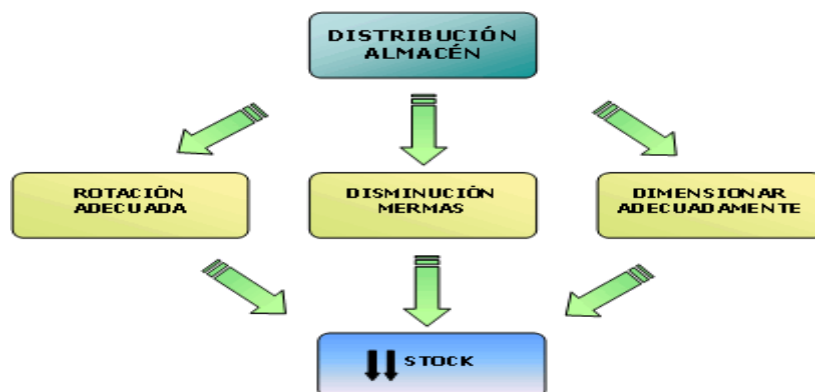 DISTRIBUCIÓN
ALMACÉN
ROTACIÓN
ADECUADA
DISMINUCIÓN
MERMAS
DIMENSIONAR
ADECUADAMENTE
STOCK